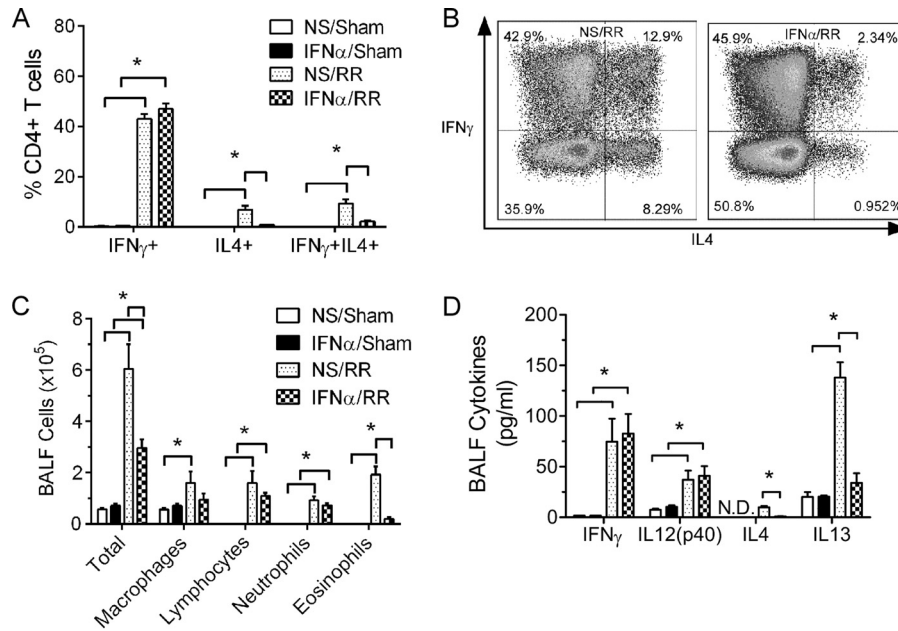 A
% CD4+ T cells
80
60
40
20
0
*
*
*
NS/Sham
IFNα/Sham
NS/RR
IFNα/RR
IFNγ+
IL4+
IFNγ+IL4+
B
IFNγ
42.9%
NS/RR
12.9%
35.9%
8.29%
45.9%
IFNα/RR
2.34%
50.8%
0.952%
IL4
C
BALF Cells (x10⁵)
8
6
4
2
0
*
*
*
*
*
NS/Sham
IFNα/Sham
NS/RR
IFNα/RR
Total
Macrophages
Lymphocytes
Neutrophils
Eosinophils
D
BALF Cytokines
(pg/ml)
200
150
100
50
0
*
*
*
*
N.D.
IFNγ
IL12(p40)
IL4
IL13